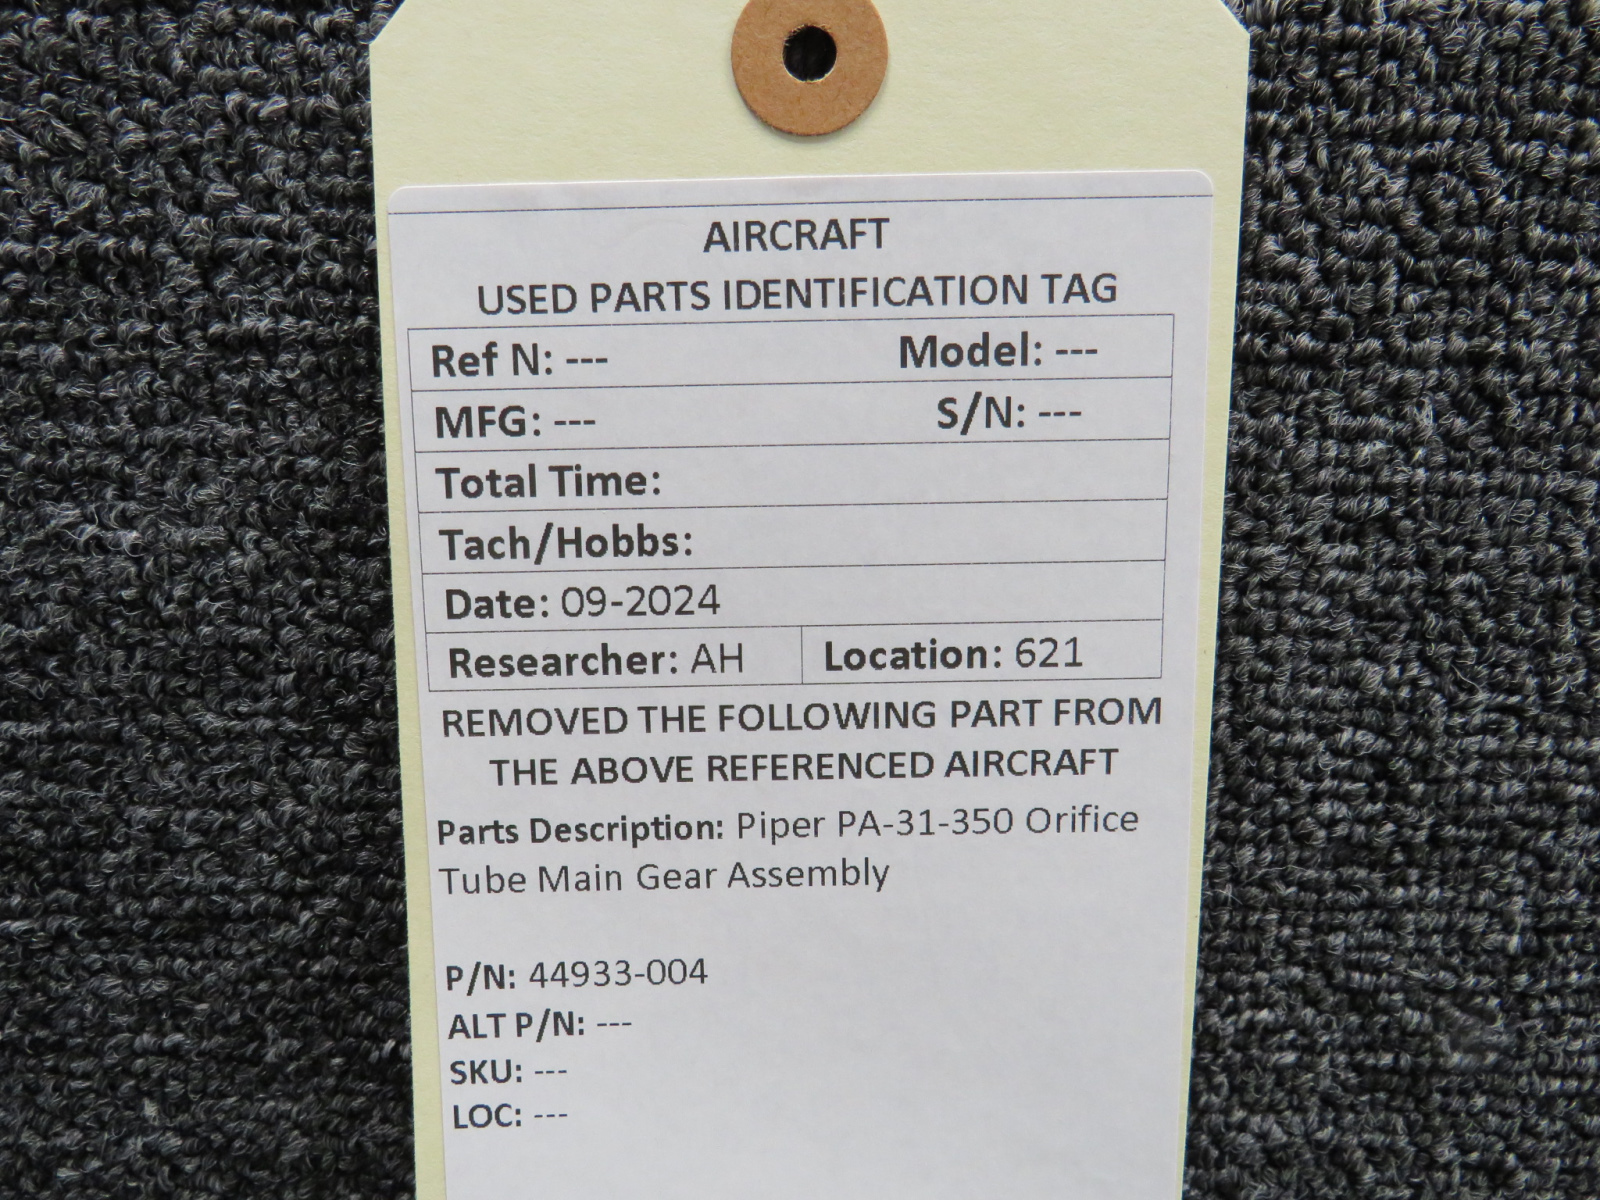 AIRCRAFT
USED PARTS IDENTIFICATION TAG
Ref N: --- Model: ---
MFG: --- S/N: ---
Total Time:
Tach/Hobbs:
Date: 09-2024
Researcher: AH Location: 621
REMOVED THE FOLLOWING PART FROM
THE ABOVE REFERENCED AIRCRAFT
Parts Description: Piper PA-31-350 Orifice
Tube Main Gear Assembly
P/N: 44933-004
ALT P/N: ---
SKU: ---
LOC: ---